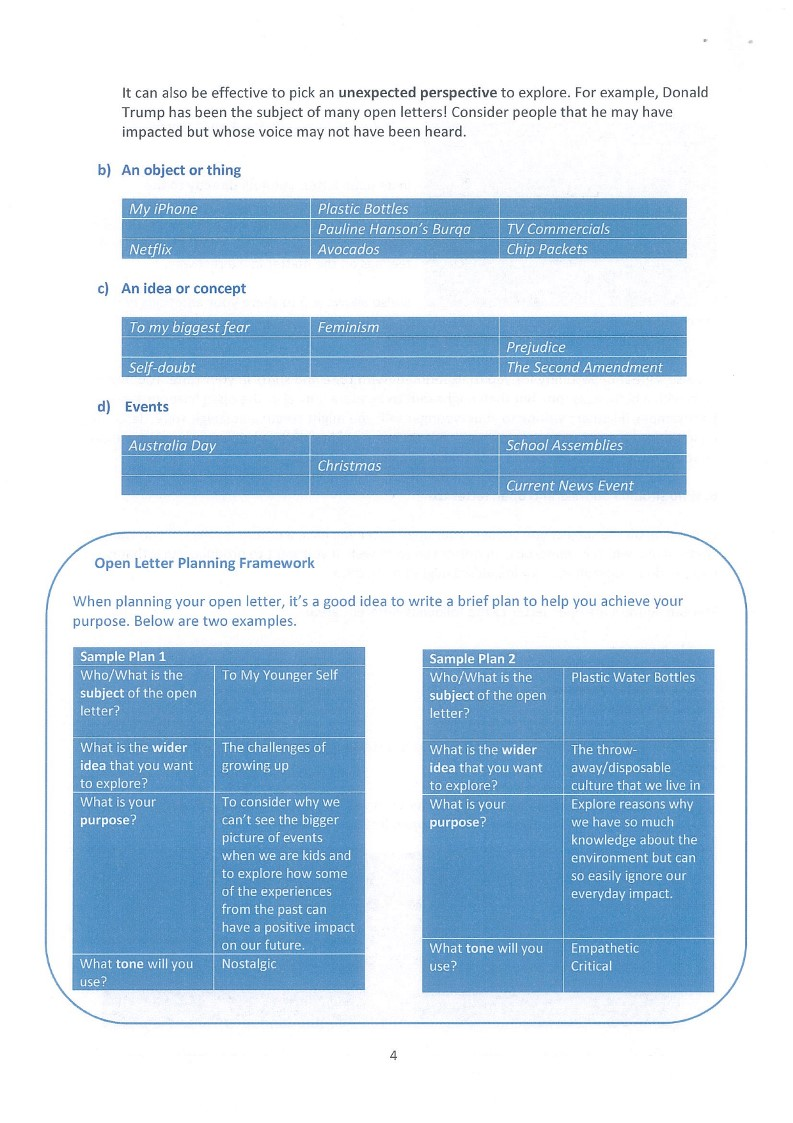 It can also be effective to pick an unexpected perspective to explore. For example, Donald
Trump has been the subject of many open letters! Consider people that he may have
impacted but whose voice may not have been heard.
b) An object or thing
My iPhone Plastic Bottles
Pauline Hanson's Burqa TV Commercials
Netflix Avocados Chip Packets
c) An idea or concept
To my biggest fear Feminism
Prejudice
Self-doubt The Second Amendment
d) Events
Australia Day School Assemblies
Christmas
Current News Event
Open Letter Planning Framework
When planning your open letter, it's a good idea to write a brief plan to help you achieve your
purpose. Below are two examples.
Sample Plan 1
Who/What is the
subject of the open
letter?
To My Younger Self
What is the wider
idea that you want
to explore?
The challenges of
growing up
What is your
purpose?
To consider why we
can't see the bigger
picture of events
when we are kids and
to explore how some
of the experiences
from the past can
have a positive impact
on our future.
What tone will you
use?
Nostalgic
Sample Plan 2
Who/What is the
subject of the open
letter?
Plastic Water Bottles
What is the wider
idea that you want
to explore?
The throw-
away/disposable
culture that we live in
What is your
purpose?
Explore reasons why
we have so much
knowledge about the
environment but can
so easily ignore our
everyday impact.
What tone will you
use?
Empathetic
Critical
4